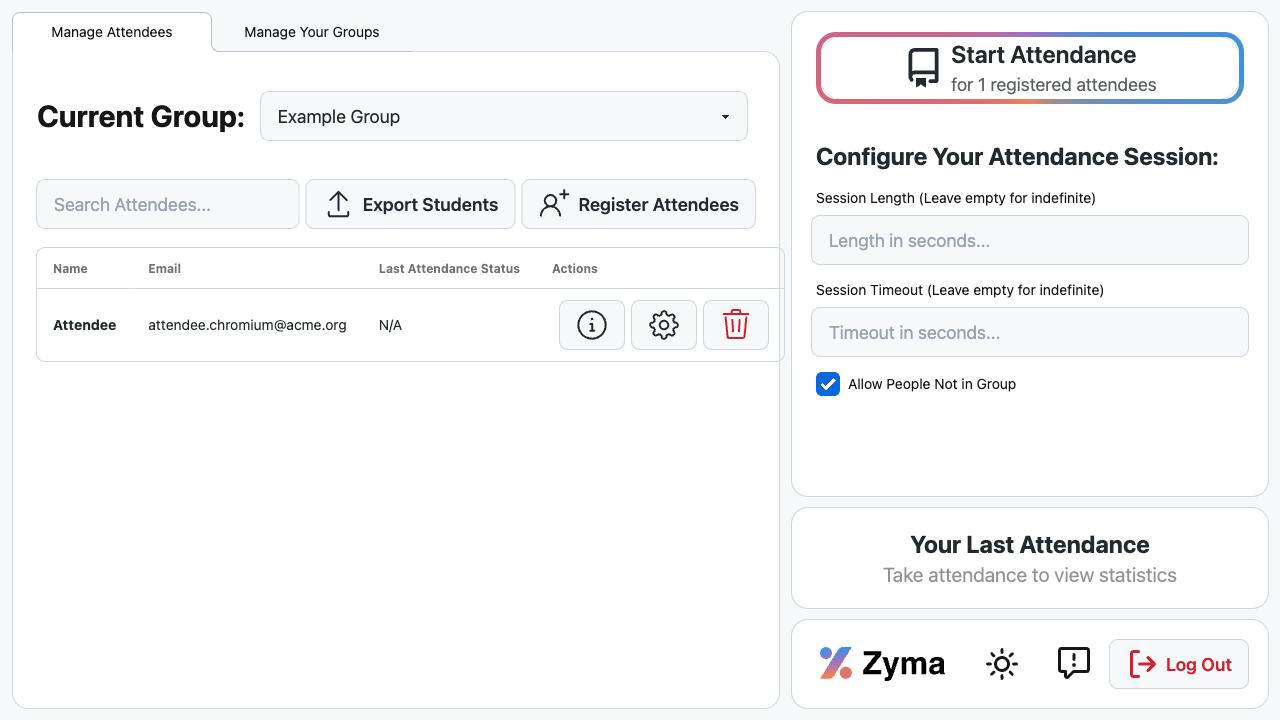 Manage Attendees
Manage Your Groups
Current Group:
Example Group
Search Attendees...
Export Students
Register Attendees
Name
Email
Last Attendance Status
Actions
Attendee
attendee.chromium@acme.org
N/A
Start Attendance
for 1 registered attendees
Configure Your Attendance Session:
Session Length (Leave empty for indefinite)
Length in seconds...
Session Timeout (Leave empty for indefinite)
Timeout in seconds...
Allow People Not in Group
Your Last Attendance
Take attendance to view statistics
Zyma
Log Out